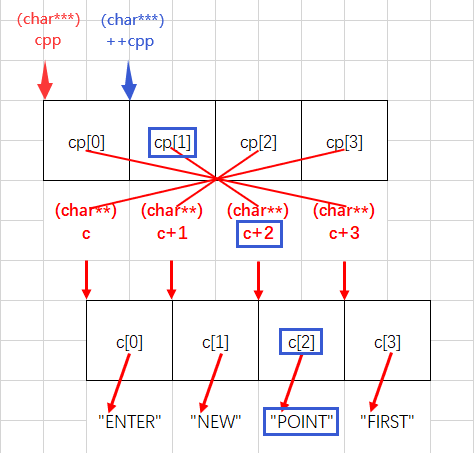 (char***) (char***)
cpp ++cpp
cp[0] cp[1] cp[2] cp[3]
(char**) (char**) (char**) (char**)
c c+1 c+2 c+3
c[0] c[1] c[2] c[3]
"ENTER" "NEW" "POINT" "FIRST"